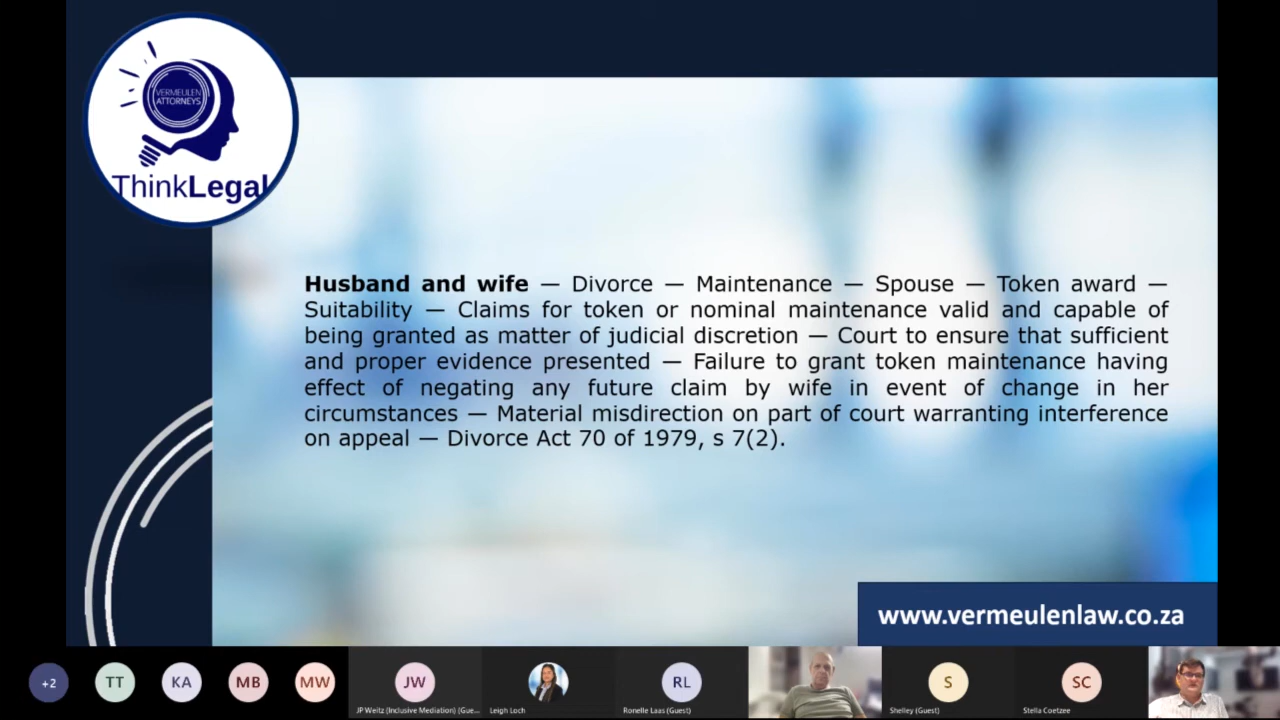 VERMEULEN
ATTORNEYS
ThinkLegal
Husband and wife — Divorce — Maintenance — Spouse — Token award —
Suitability — Claims for token or nominal maintenance valid and capable of
being granted as matter of judicial discretion — Court to ensure that sufficient
and proper evidence presented — Failure to grant token maintenance having
effect of negating any future claim by wife in event of change in her
circumstances — Material misdirection on part of court warranting interference
on appeal — Divorce Act 70 of 1979, s 7(2).
www.vermeulenlaw.co.za
+2 TT KA MB MW JW RL S SC
JP Weitz (Inclusive Mediation) (Gue... Leigh Loch Ronelle Laas (Guest) Shelley (Guest) Stella Coetzee